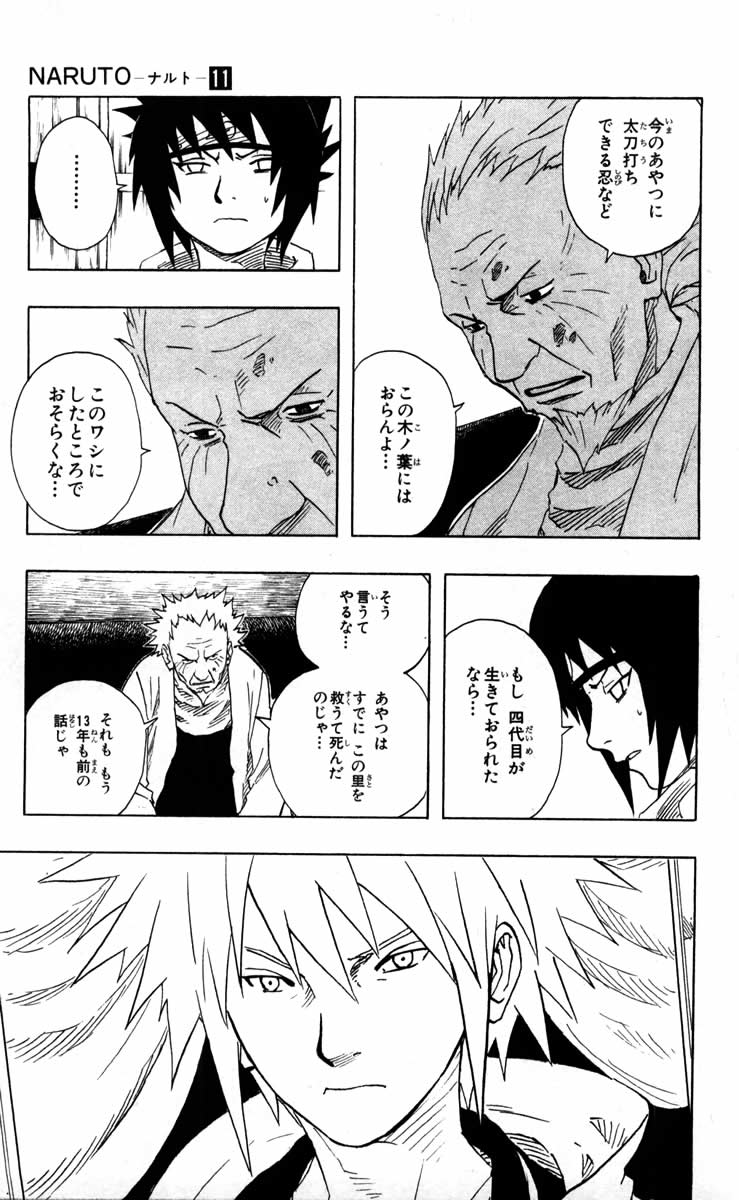 NARUTO―ナルト― 11
今のあやつに
太刀打ち
できる忍など
この木ノ葉には
おらんよ…
………
このワシに
したところで
おそらくな…
もし 四代目が
生きておられた
なら…
そう
言うて
やるな…
あやつは
すでに この里を
救うて死んだ
のじゃ…
それも もう
13年も前の
話じゃ